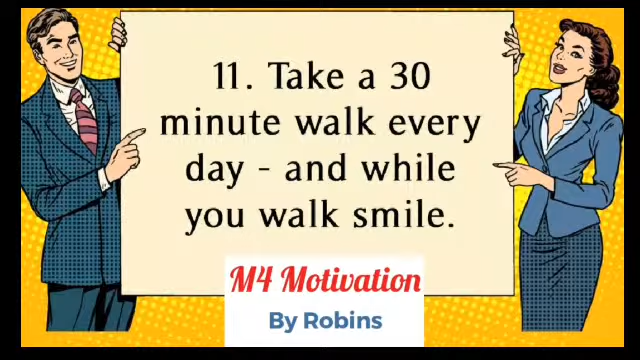 11. Take a 30
minute walk every
day - and while
you walk smile.
M4 Motivation
By Robins